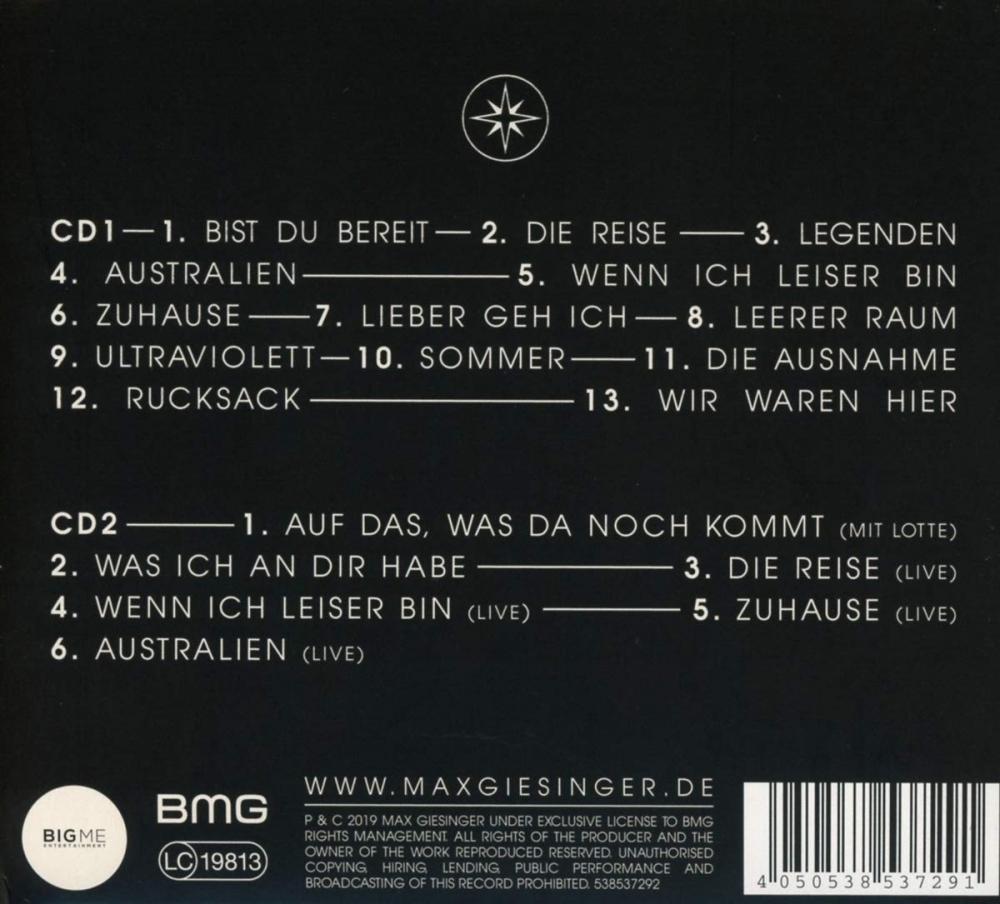 CD1 — 1. BIST DU BEREIT — 2. DIE REISE — 3. LEGENDEN
4. AUSTRALIEN — 5. WENN ICH LEISER BIN
6. ZUHAUSE — 7. LIEBER GEH ICH — 8. LEERER RAUM
9. ULTRAVIOLETT — 10. SOMMER — 11. DIE AUSNAHME
12. RUCKSACK — 13. WIR WAREN HIER
CD2 — 1. AUF DAS, WAS DA NOCH KOMMT (MIT LOTTE)
2. WAS ICH AN DIR HABE — 3. DIE REISE (LIVE)
4. WENN ICH LEISER BIN (LIVE) — 5. ZUHAUSE (LIVE)
6. AUSTRALIEN (LIVE)
BIGME
ENTERTAINMENT
BMG
LC 19813
WWW.MAXGIESINGER.DE
P & C 2019 MAX GIESINGER UNDER EXCLUSIVE LICENSE TO BMG
RIGHTS MANAGEMENT. ALL RIGHTS OF THE PRODUCER AND THE
OWNER OF THE WORK REPRODUCED RESERVED. UNAUTHORISED
COPYING, HIRING, LENDING, PUBLIC PERFORMANCE AND
BROADCASTING OF THIS RECORD PROHIBITED. 538537292
4 050538 537291